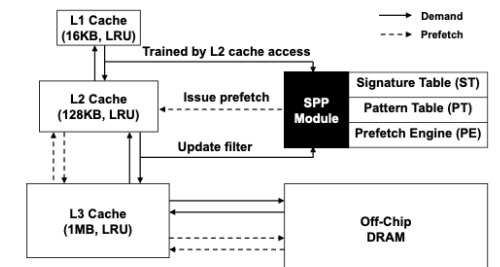 L1 Cache
(16KB, LRU)
Demand
Prefetch
Trained by L2 cache access
L2 Cache
(128KB, LRU)
Issue prefetch
SPP
Module
Signature Table (ST)
Pattern Table (PT)
Prefetch Engine (PE)
Update filter
L3 Cache
(1MB, LRU)
Off-Chip
DRAM